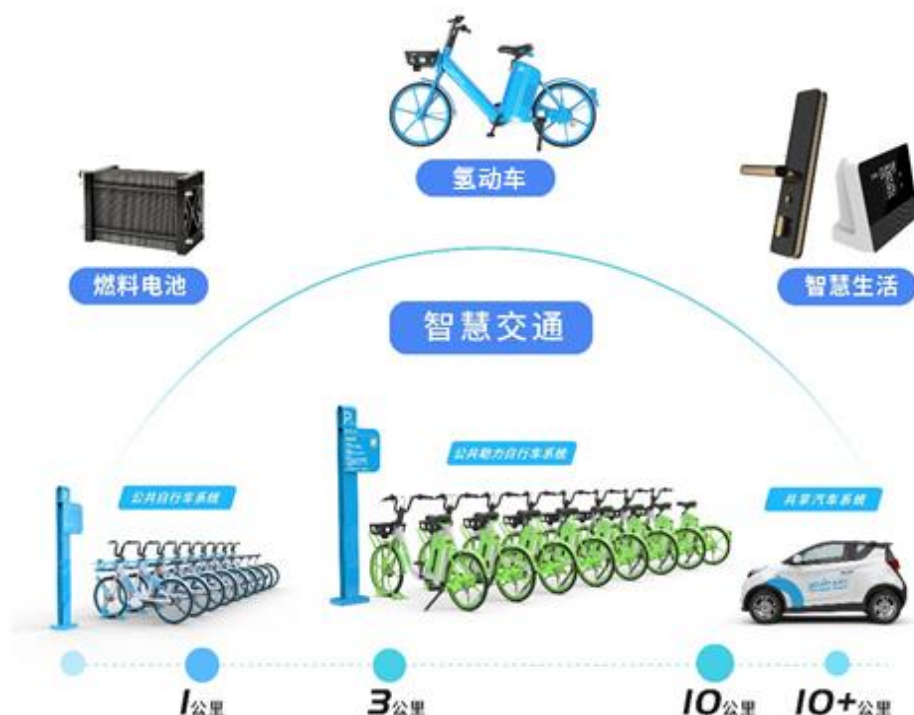 氢动车
燃料电池
智慧生活
智慧交通
P
公共助力自行车系统
公共自行车系统
共享汽车系统
1公里
3公里
10公里
10+公里